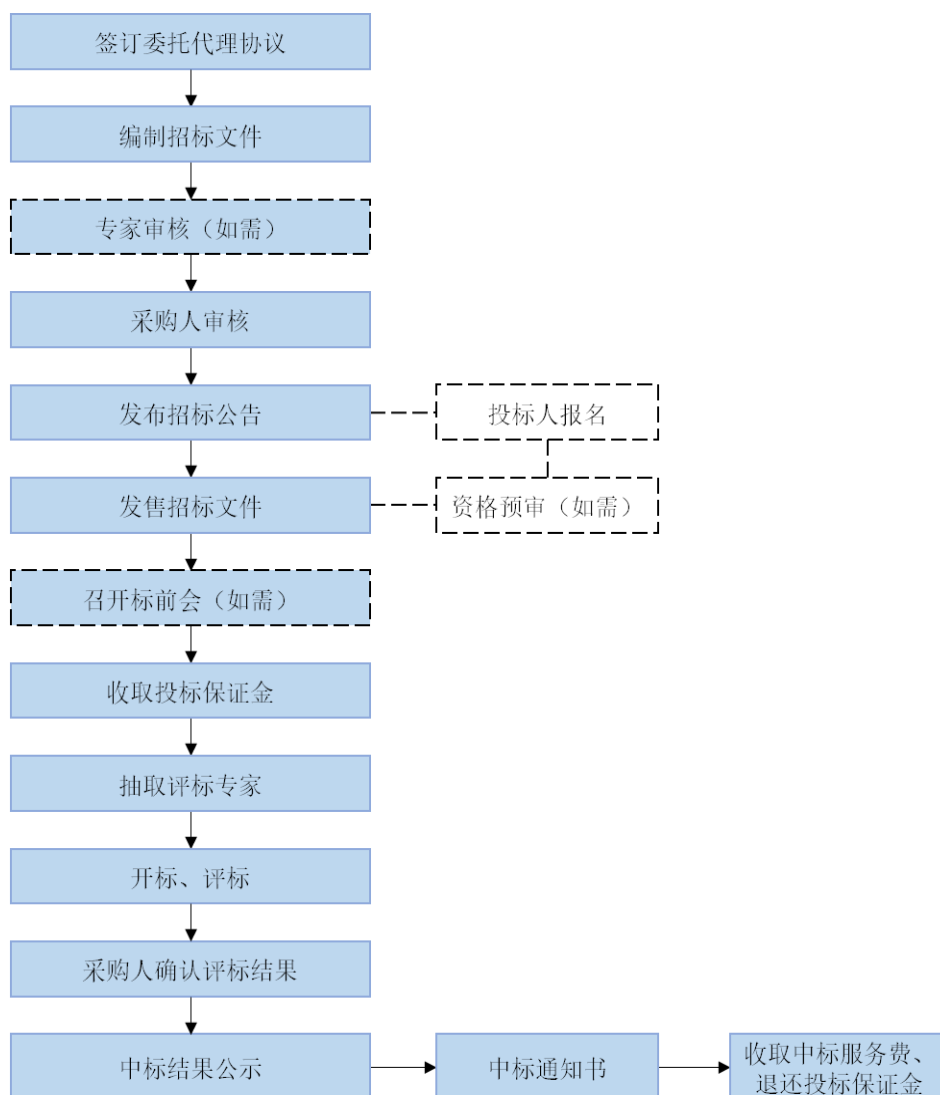 签订委托代理协议
编制招标文件
专家审核（如需）
采购人审核
发布招标公告
投标人报名
发售招标文件
资格预审（如需）
召开标前会（如需）
收取投标保证金
抽取评标专家
开标、评标
采购人确认评标结果
中标结果公示
中标通知书
收取中标服务费、
退还投标保证金